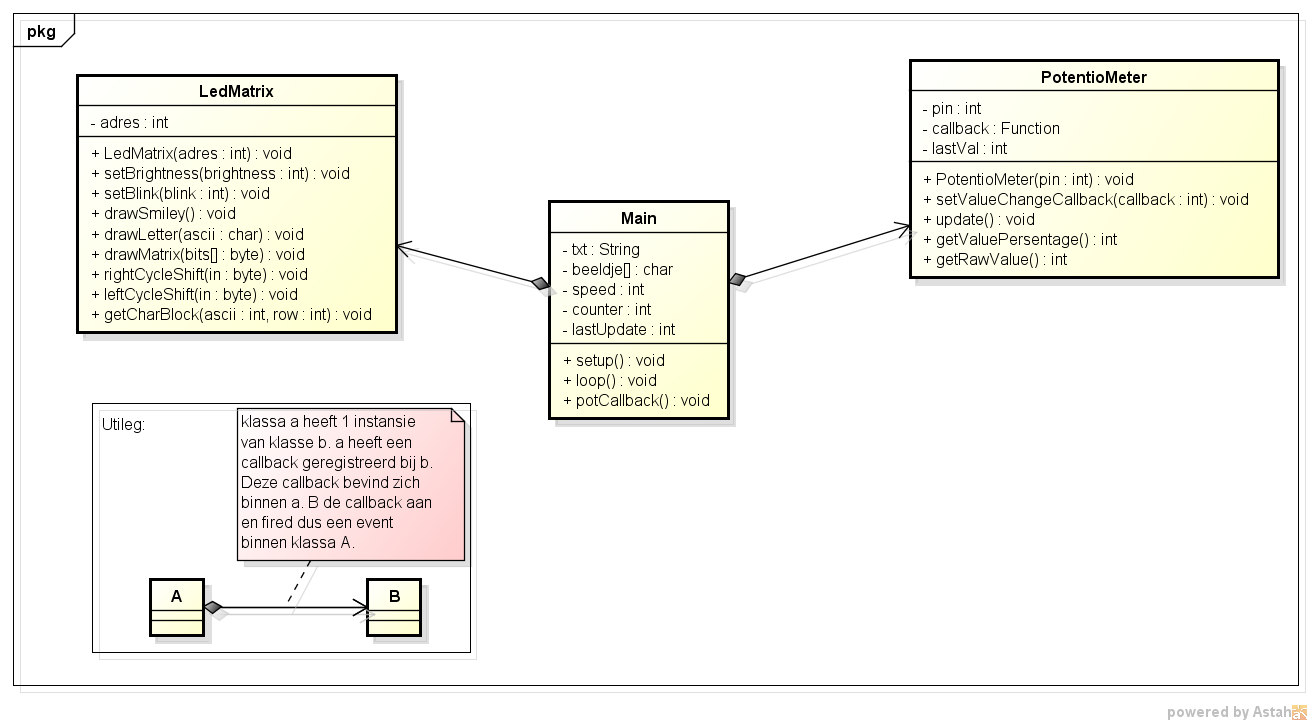 pkg
LedMatrix
- adres : int
+ LedMatrix(adres : int) : void
+ setBrightness(brightness : int) : void
+ setBlink(blink : int) : void
+ drawSmiley() : void
+ drawLetter(ascii : char) : void
+ drawMatrix(bits[] : byte) : void
+ rightCycleShift(in : byte) : void
+ leftCycleShift(in : byte) : void
+ getCharBlock(ascii : int, row : int) : void
Main
- txt : String
- beeldje[] : char
- speed : int
- counter : int
- lastUpdate : int
+ setup() : void
+ loop() : void
+ potCallback() : void
PotentioMeter
- pin : int
- callback : Function
- lastVal : int
+ PotentioMeter(pin : int) : void
+ setValueChangeCallback(callback : int) : void
+ update() : void
+ getValuePersentage() : int
+ getRawValue() : int
Utileg:
klassa a heeft 1 instansie
van klasse b. a heeft een
callback geregistreerd bij b.
Deze callback bevind zich
binnen a. B de callback aan
en fired dus een event
binnen klassa A.
A
B
powered by Astah